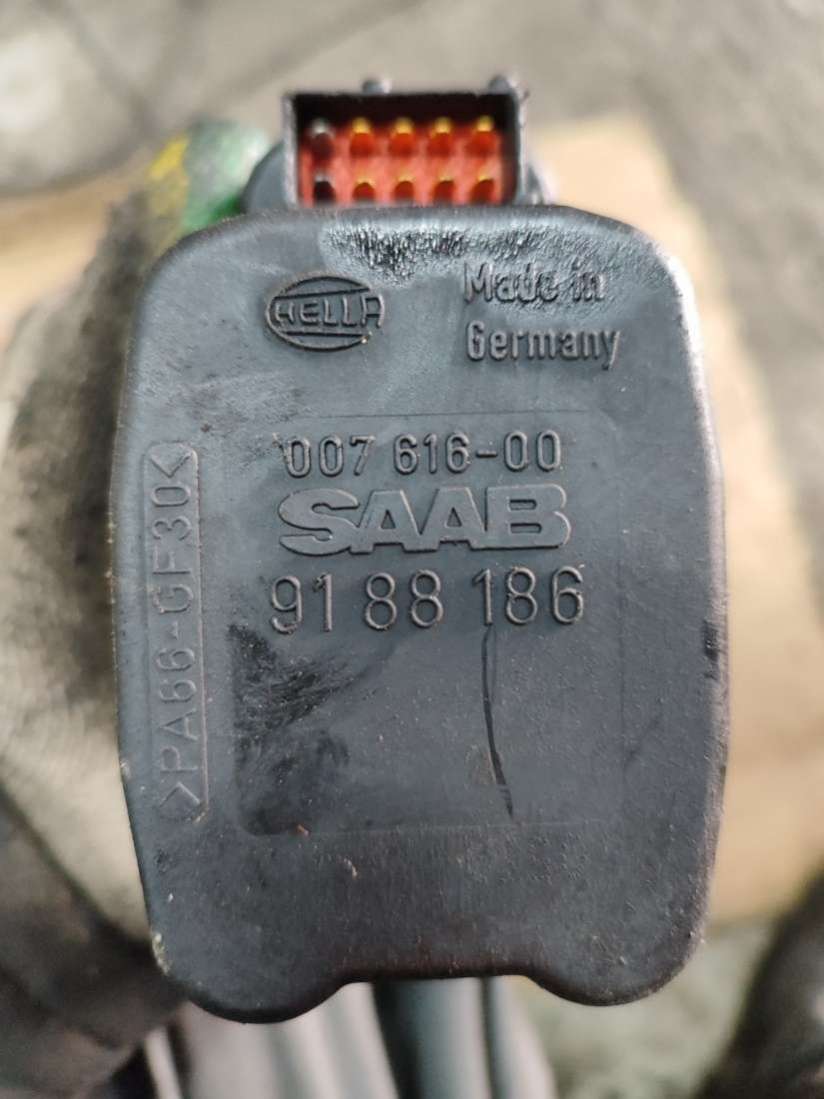 HELLA
Made in
Germany
007 616-00
SAAB
91 88 186
>PA66-GF30<